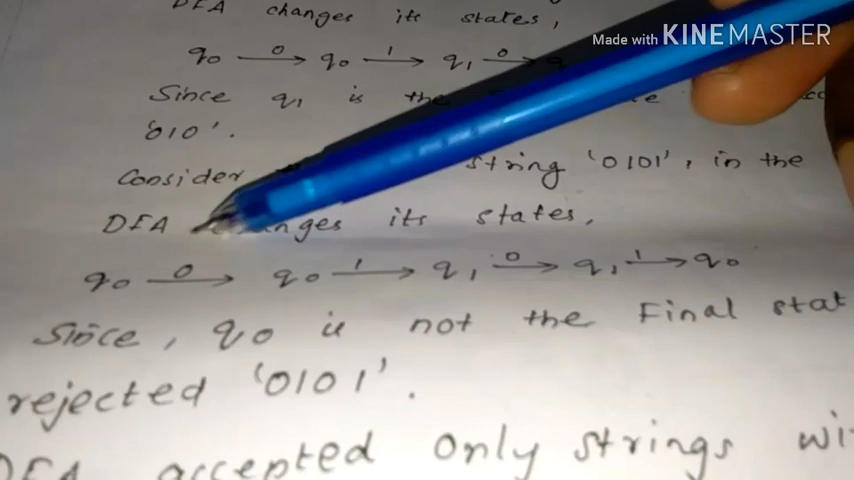 DFA changes its states,
Made with KINEMASTER
q0 —0→ q0 —1→ q1 —0→ q
Since q1 is the
'010'.
Consider string '0101', in the
DFA its states,
q0 —0→ q0 —1→ q1 —0→ q1 —1→ q0
Since, q0 is not the Final stat
rejected '0101'.
DFA accepted only strings wi